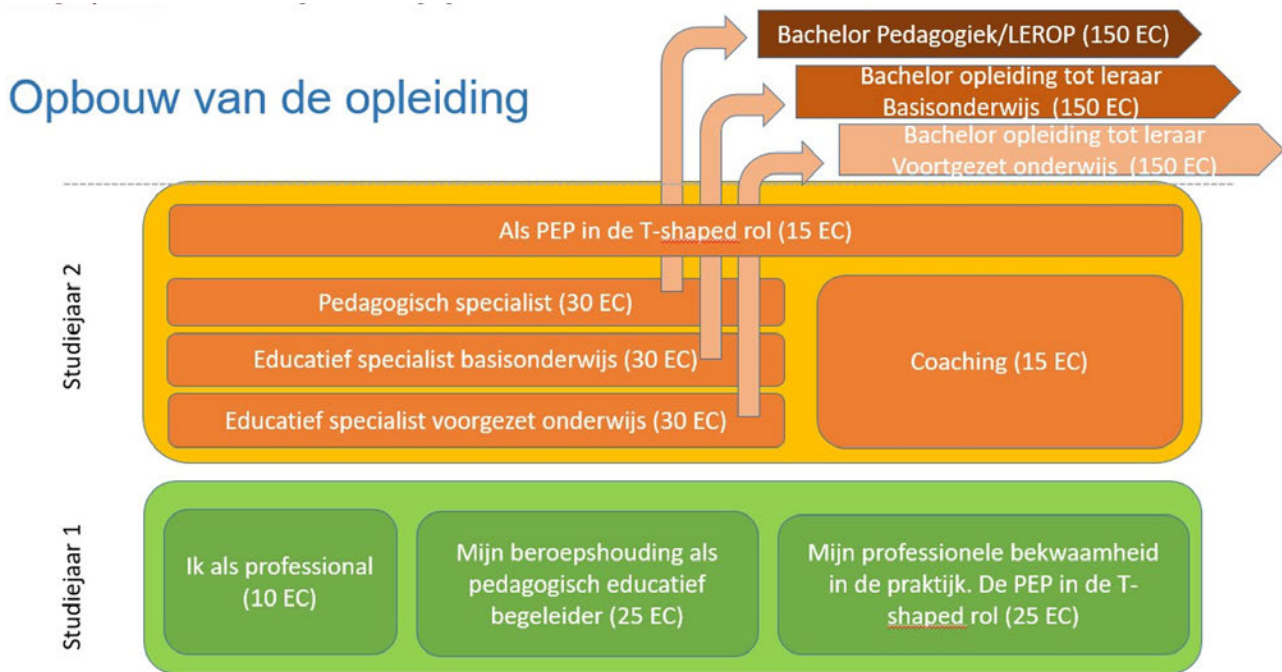 Bachelor Pedagogiek/LEROP (150 EC)
Opbouw van de opleiding
Bachelor opleiding tot leraar
Basisonderwijs (150 EC)
Bachelor opleiding tot leraar
Voortgezet onderwijs (150 EC)
Studiejaar 2
Als PEP in de T-shaped rol (15 EC)
Pedagogisch specialist (30 EC)
Educatief specialist basisonderwijs (30 EC)
Educatief specialist voorgezet onderwijs (30 EC)
Coaching (15 EC)
Studiejaar 1
Ik als professional
(10 EC)
Mijn beroepshouding als
pedagogisch educatief
begeleider (25 EC)
Mijn professionele bekwaamheid
in de praktijk. De PEP in de T-
shaped rol (25 EC)